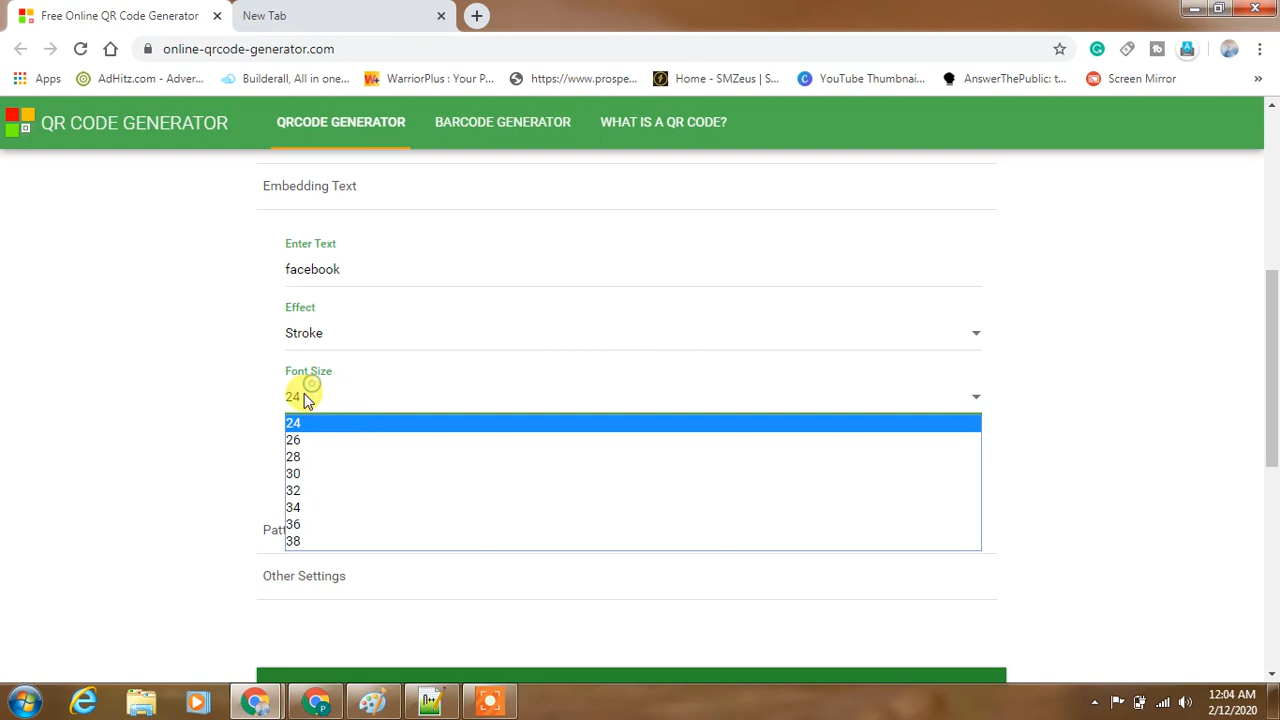 Free Online QR Code Generator
New Tab
online-qrcode-generator.com
Apps
AdHitz.com - Adver...
Builderall, All in one...
WarriorPlus : Your P...
https://www.prospe...
Home - SMZeus | S...
YouTube Thumbnai...
AnswerThePublic: t...
Screen Mirror
QR CODE GENERATOR
QRCODE GENERATOR
BARCODE GENERATOR
WHAT IS A QR CODE?
Embedding Text
Enter Text
facebook
Effect
Stroke
Font Size
24
24
26
28
30
32
34
36
38
Patt
Other Settings
12:04 AM
2/12/2020